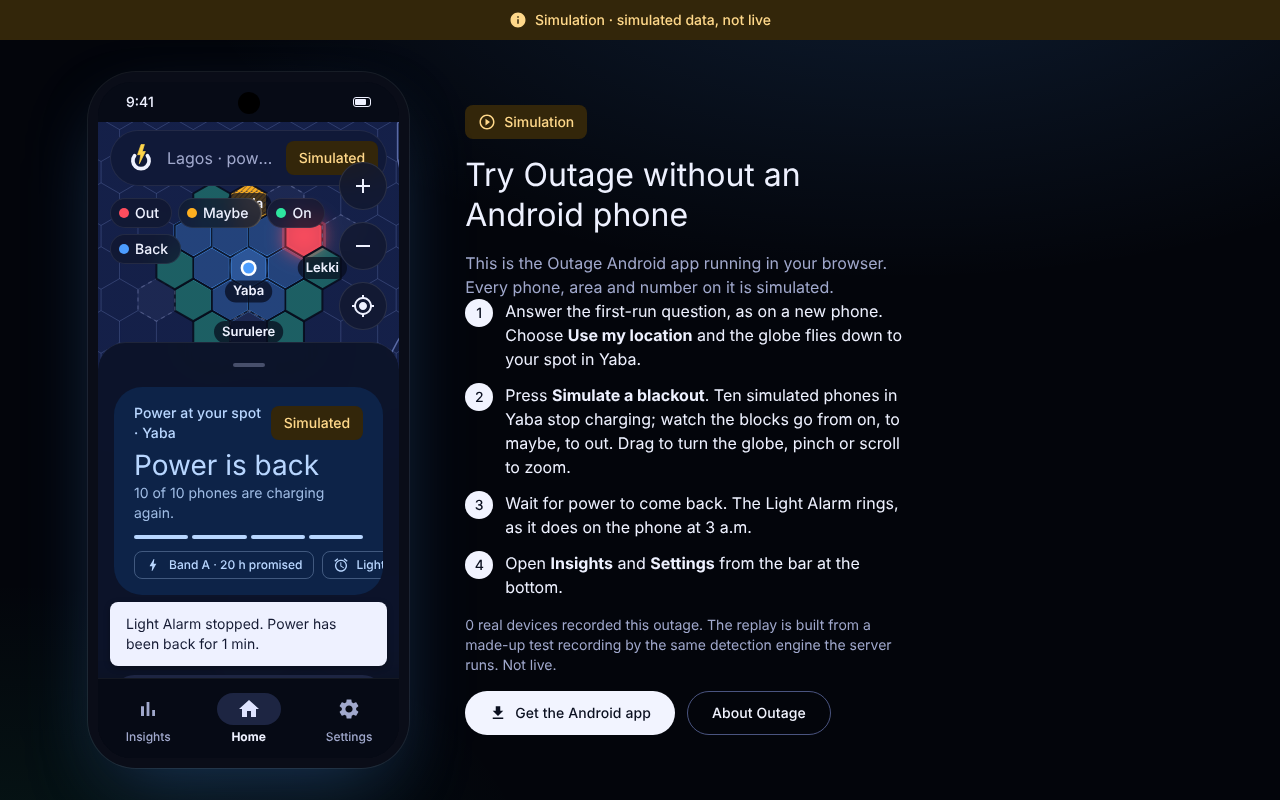 Simulation · simulated data, not live
9:41
Lagos · pow…
Simulated
Out
Maybe
On
Back
Lekki
Yaba
Surulere
Power at your spot
· Yaba
Simulated
Power is back
10 of 10 phones are charging
again.
Band A · 20 h promised
Light
Light Alarm stopped. Power has
been back for 1 min.
Insights
Home
Settings
Simulation
Try Outage without an
Android phone
This is the Outage Android app running in your browser.
Every phone, area and number on it is simulated.
1 Answer the first-run question, as on a new phone.
Choose Use my location and the globe flies down to
your spot in Yaba.
2 Press Simulate a blackout. Ten simulated phones in
Yaba stop charging; watch the blocks go from on, to
maybe, to out. Drag to turn the globe, pinch or scroll
to zoom.
3 Wait for power to come back. The Light Alarm rings,
as it does on the phone at 3 a.m.
4 Open Insights and Settings from the bar at the
bottom.
0 real devices recorded this outage. The replay is built from a
made-up test recording by the same detection engine the server
runs. Not live.
Get the Android app
About Outage